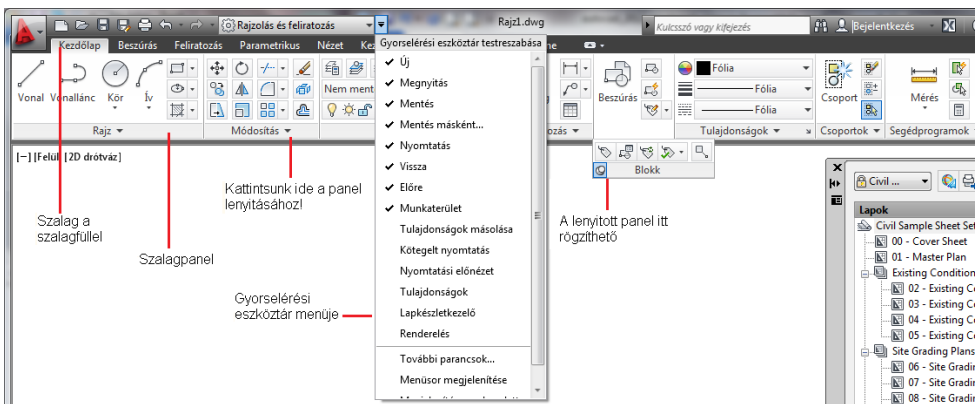 Rajzolás és feliratozás
Rajz1.dwg
Kulcsszó vagy kifejezés
Bejelentkezés
Kezdőlap Beszúrás Feliratozás Parametrikus Nézet
Vonal Vonallánc Kör Ív
Rajz
Módosítás
Gyorselérési eszköztár testreszabása
Új
Megnyitás
Mentés
Mentés másként...
Nyomtatás
Vissza
Előre
Munkaterület
Tulajdonságok másolása
Kötegelt nyomtatás
Nyomtatási előnézet
Tulajdonságok
Lapkészletkezelő
Renderelés
További parancsok...
Menüsor megjelenítése
Beszúrás
Blokk
Fólia
Fólia
Fólia
Tulajdonságok
Csoport
Csoportok
Mérés
Segédprogramok
[–] [Felül] [2D drótváz]
Szalag a
szalagfüllel
Szalagpanel
Kattintsunk ide a panel
lenyitásához!
Gyorselérési
eszköztár menüje
A lenyitott panel itt
rögzíthető
Civil ...
Lapok
Civil Sample Sheet Set
00 - Cover Sheet
01 - Master Plan
Existing Condition
02 - Existing
03 - Existing
04 - Existing
05 - Existing
Site Grading Plans
06 - Site
07 - Site
08 - Site